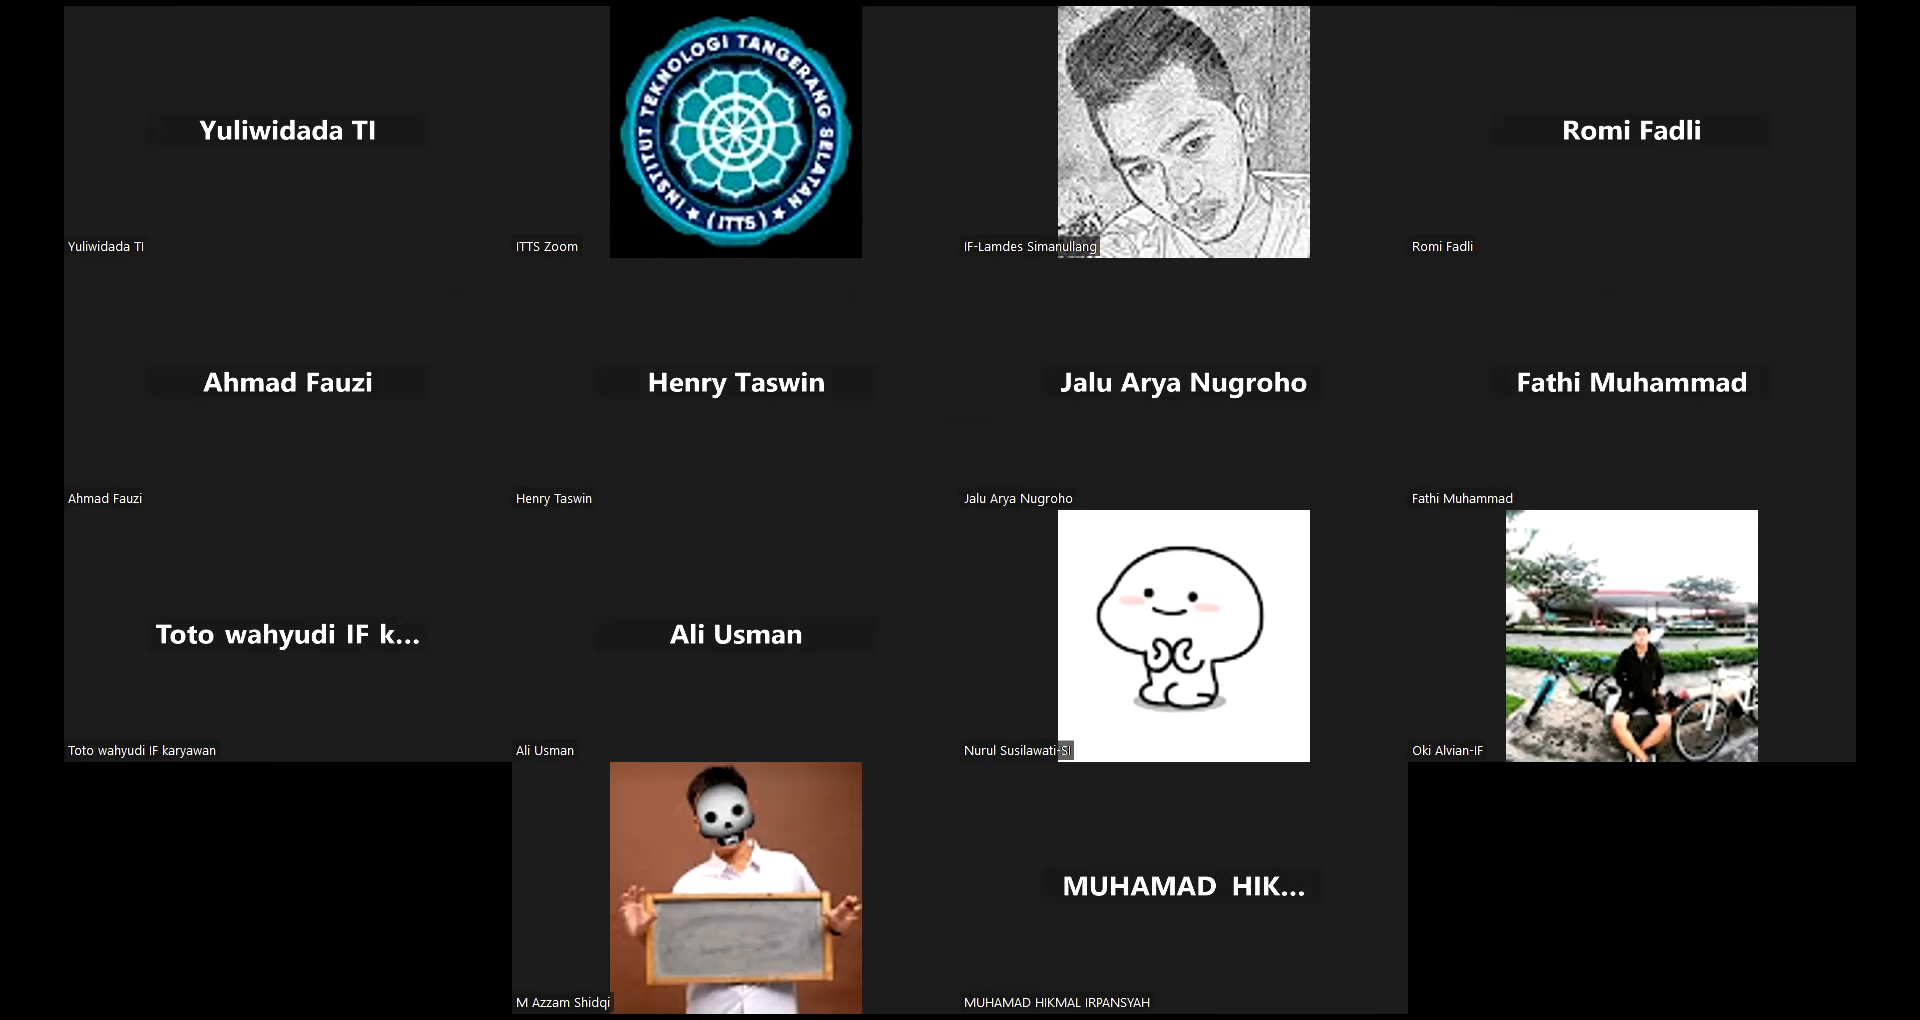 Yuliwidada TI
Yuliwidada TI
INSTITUT TEKNOLOGI TANGERANG SELATAN
(ITTS)
ITTS Zoom
IF-Lamdes Simanullang
Romi Fadli
Romi Fadli
Ahmad Fauzi
Ahmad Fauzi
Henry Taswin
Henry Taswin
Jalu Arya Nugroho
Jalu Arya Nugroho
Fathi Muhammad
Fathi Muhammad
Toto wahyudi IF k...
Toto wahyudi IF karyawan
Ali Usman
Ali Usman
Nurul Susilawati-SI
Oki Alvian-IF
M Azzam Shidqi
MUHAMAD HIK...
MUHAMAD HIKMAL IRPANSYAH